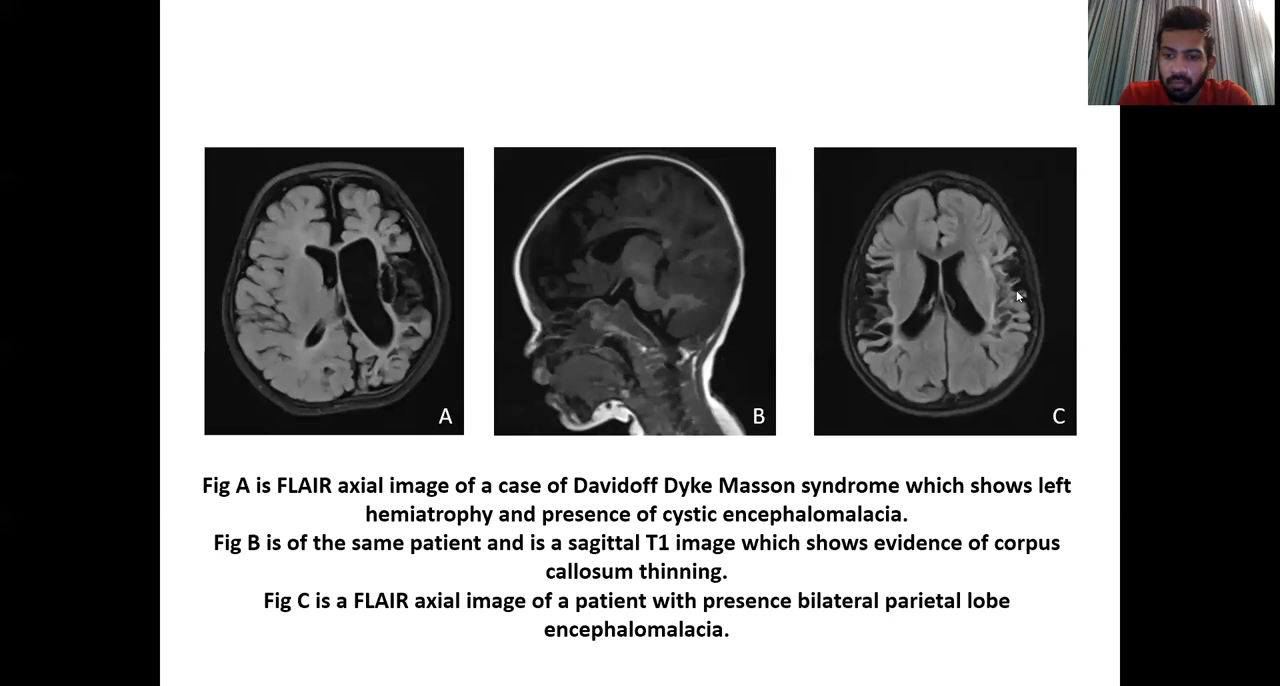 A
B
C
Fig A is FLAIR axial image of a case of Davidoff Dyke Masson syndrome which shows left
hemiatrophy and presence of cystic encephalomalacia.
Fig B is of the same patient and is a sagittal T1 image which shows evidence of corpus
callosum thinning.
Fig C is a FLAIR axial image of a patient with presence bilateral parietal lobe
encephalomalacia.